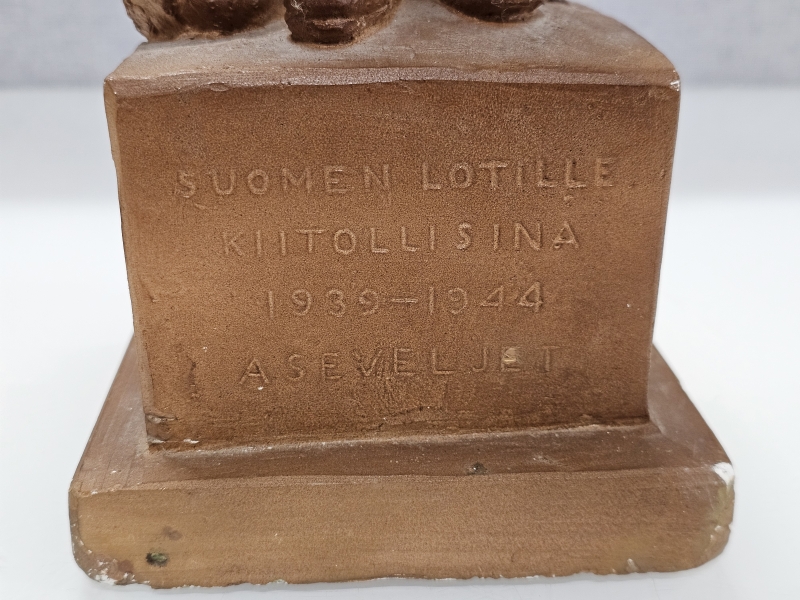 SUOMEN LOTILLE
KIITOLLISINA
1939-1944
ASEVELJET